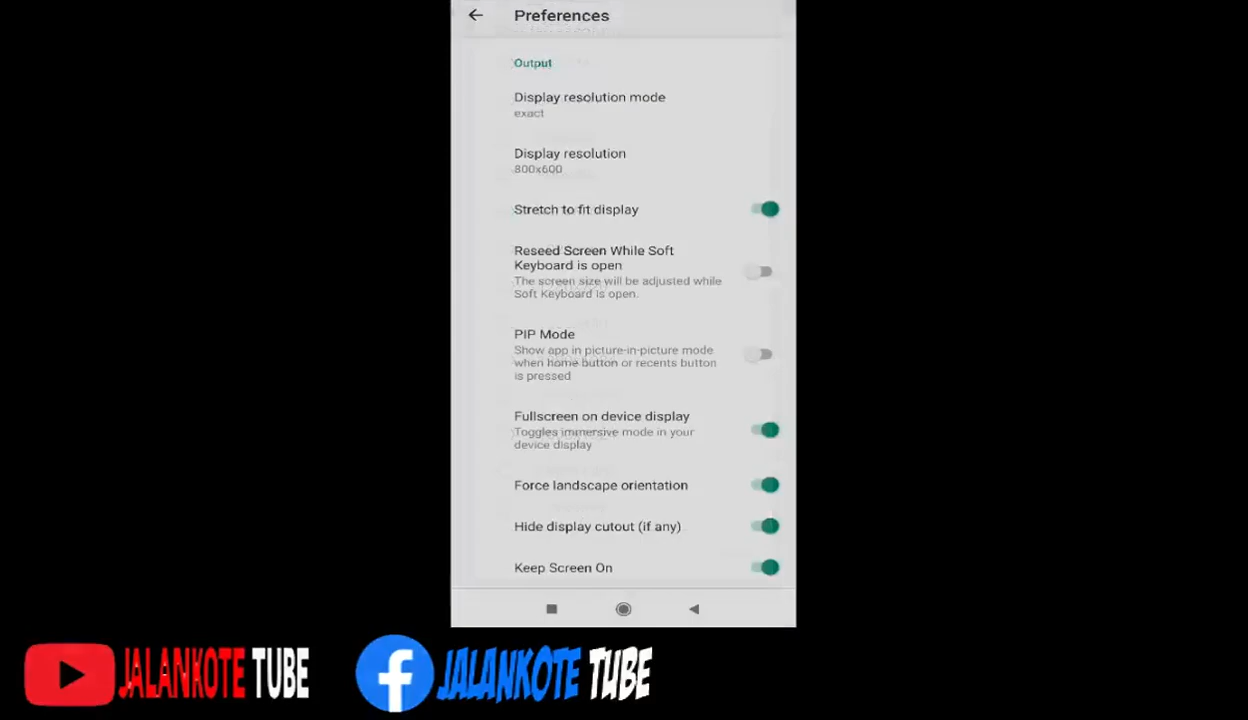 Preferences
Output
Display resolution mode
exact
Display resolution
800x600
Stretch to fit display
Reseed Screen While Soft
Keyboard is open
The screen size will be adjusted while
Soft Keyboard is open.
PIP Mode
Show app in picture-in-picture mode
when home button or recents button
is pressed
Fullscreen on device display
Toggles immersive mode in your
device display
Force landscape orientation
Hide display cutout (if any)
Keep Screen On
JALANKOTE TUBE
JALANKOTE TUBE